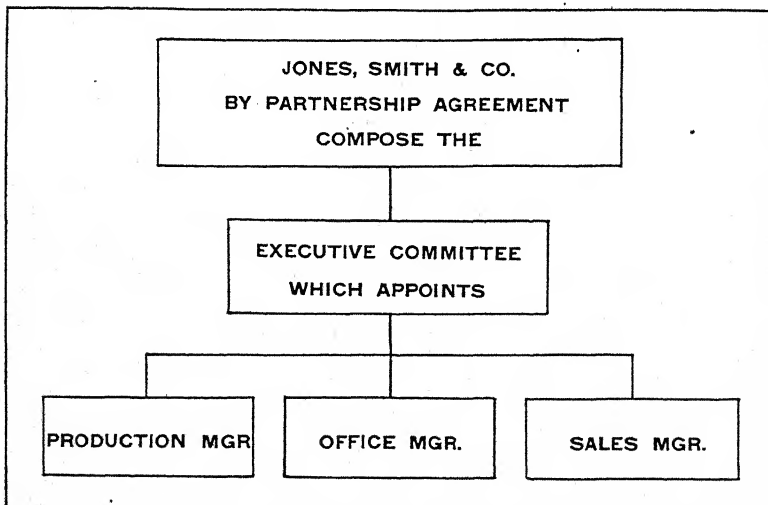 JONES, SMITH & CO.
BY PARTNERSHIP AGREEMENT
COMPOSE THE
EXECUTIVE COMMITTEE
WHICH APPOINTS
PRODUCTION MGR
OFFICE MGR.
SALES MGR.